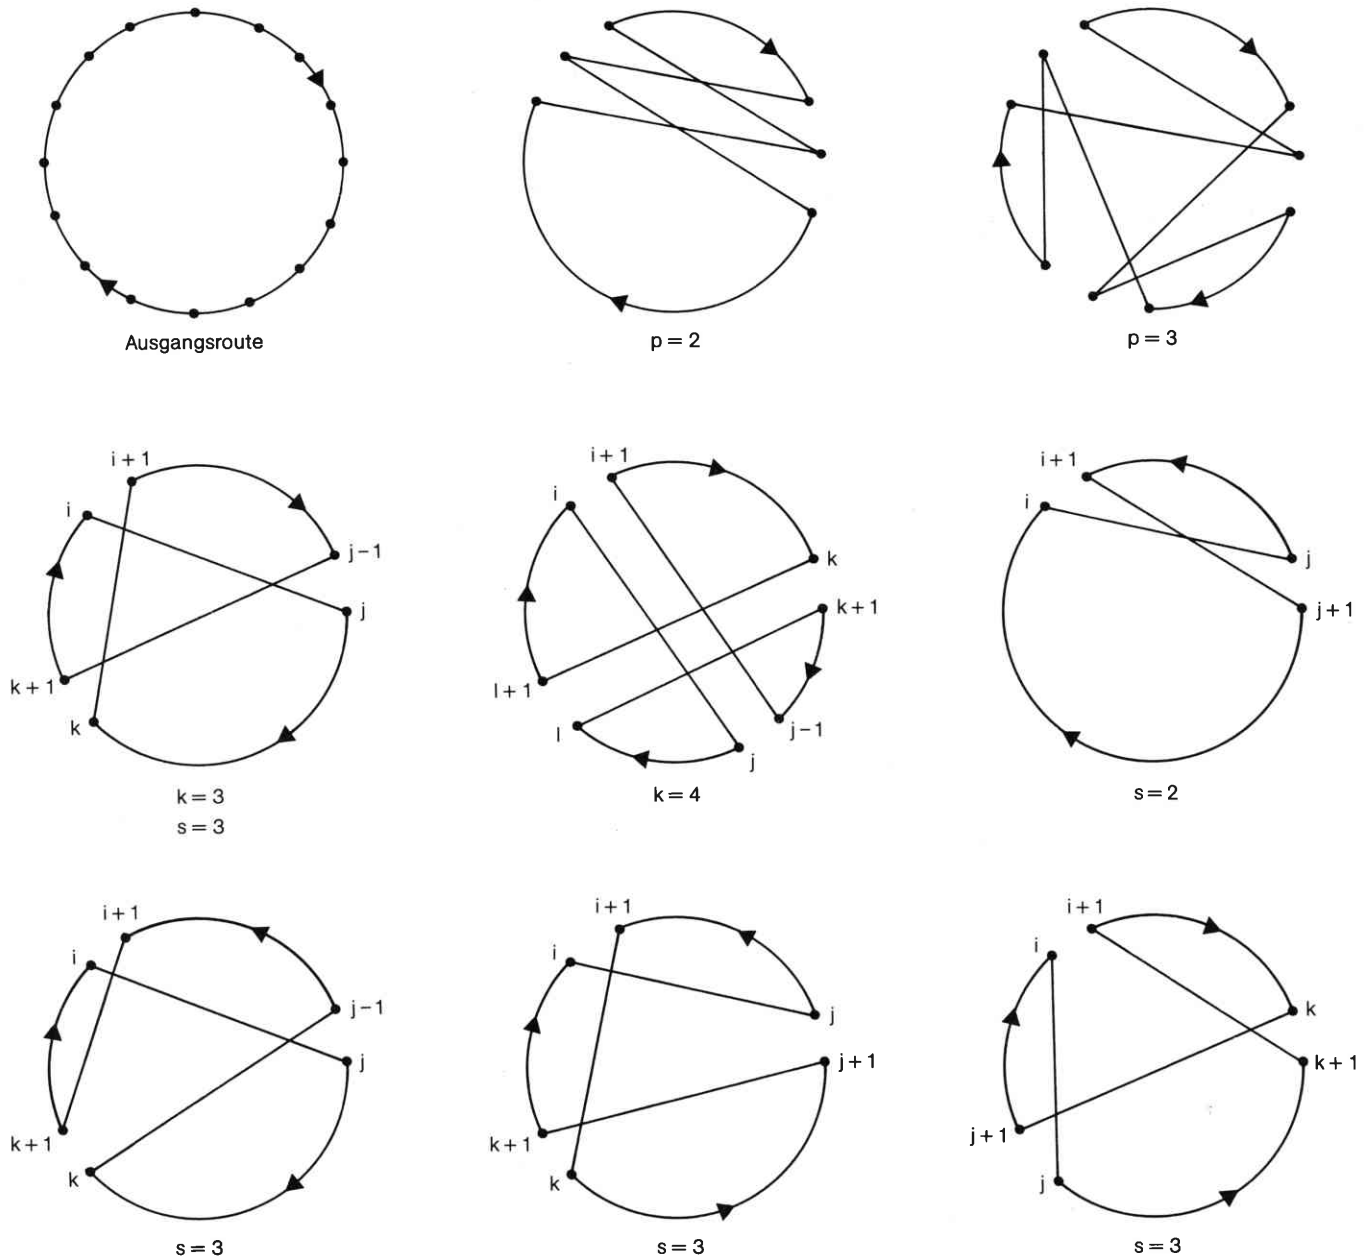 Ausgangsroute
p = 2
p = 3
i + 1
i
j – 1
j
k + 1
k
k = 3
s = 3
i + 1
i
k
k + 1
l + 1
l
j – 1
j
k = 4
i + 1
i
j
j + 1
s = 2
i + 1
i
j – 1
j
k + 1
k
s = 3
i + 1
i
j
j + 1
k + 1
k
s = 3
i + 1
i
k
k + 1
j + 1
j
s = 3